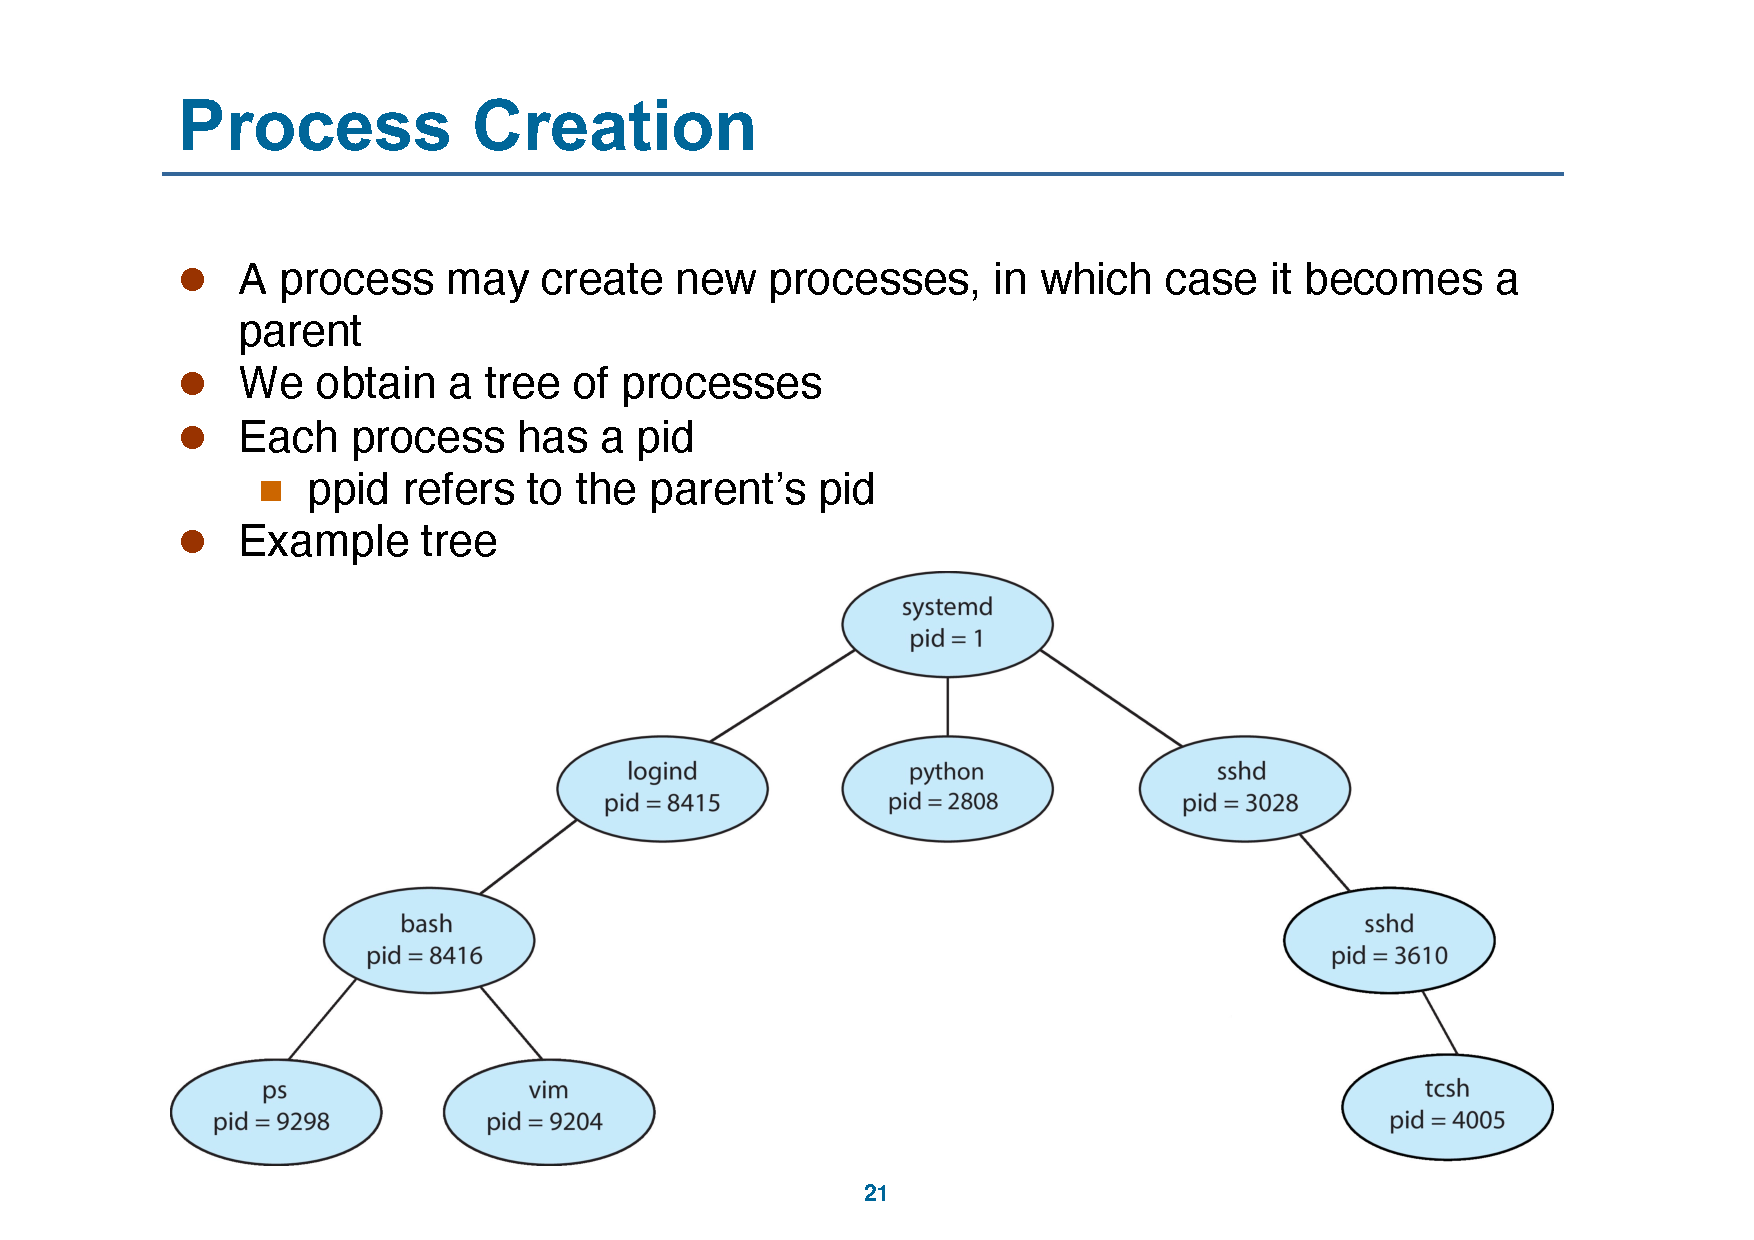 Process Creation
A process may create new processes, in which case it becomes a
parent
We obtain a tree of processes
Each process has a pid
ppid refers to the parent’s pid
Example tree
systemd
pid = 1
logind
pid = 8415
python
pid = 2808
sshd
pid = 3028
bash
pid = 8416
sshd
pid = 3610
ps
pid = 9298
vim
pid = 9204
tcsh
pid = 4005
21